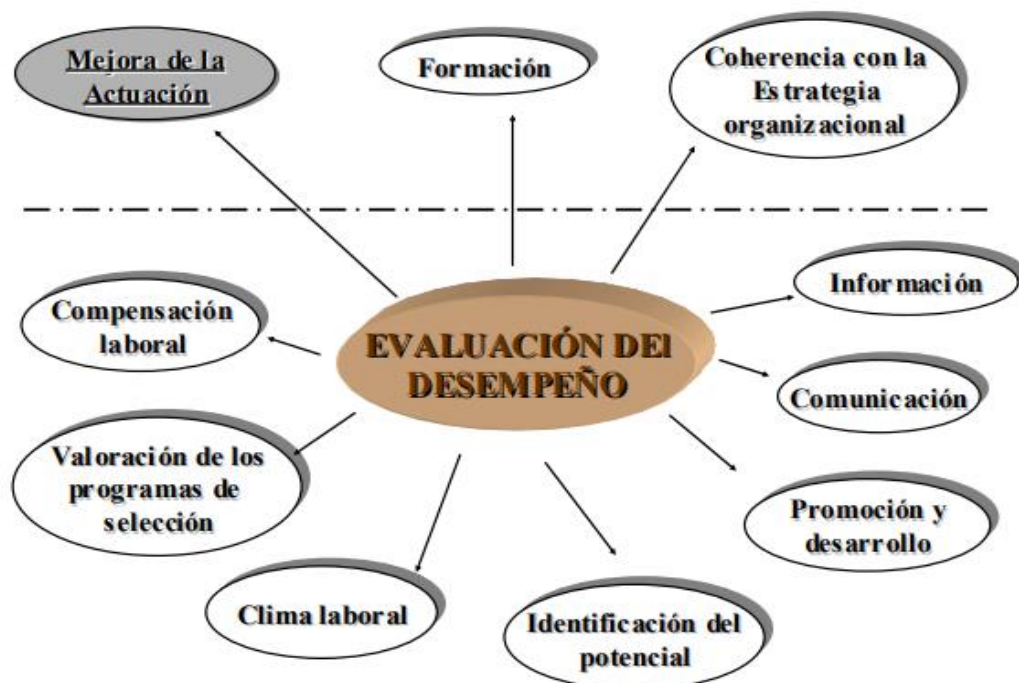 Mejora de la
Actuación
Formación
Coherencia con la
Estrategia
organizacional
Información
Compensación
laboral
EVALUACIÓN DEl
DESEMPEÑO
Comunicación
Valoración de los
programas de
selección
Promoción y
desarrollo
Clima laboral
Identificación del
potencial